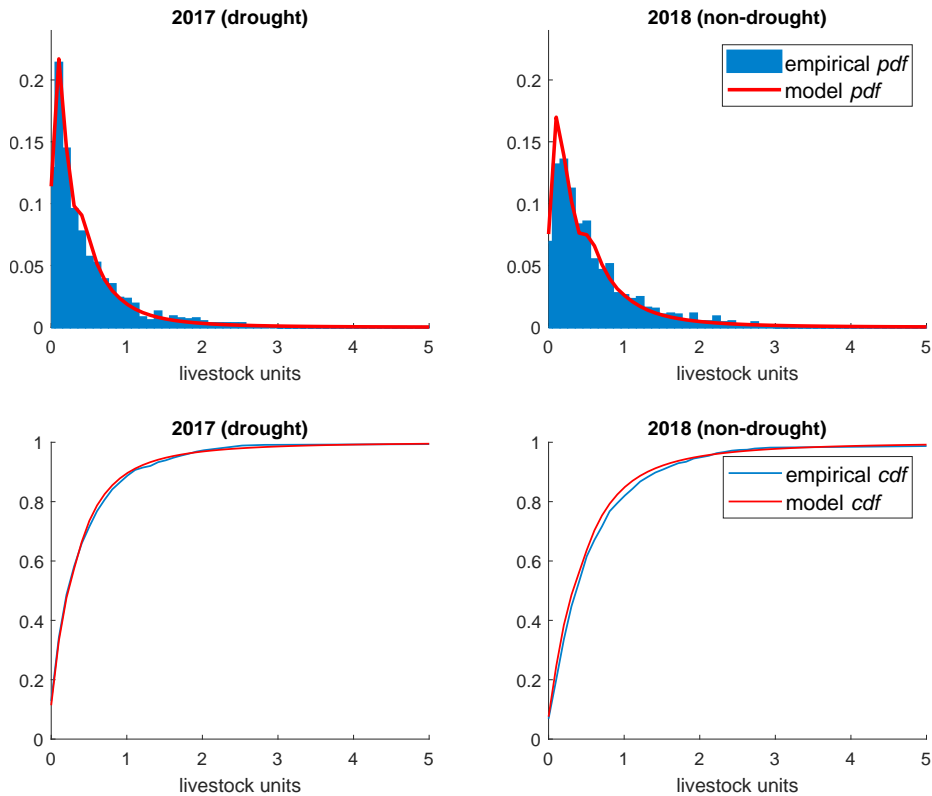 2017 (drought)
0.2
0.15
0.1
0.05
0
0 1 2 3 4 5
livestock units
2018 (non-drought)
empirical pdf
model pdf
0.2
0.15
0.1
0.05
0
0 1 2 3 4 5
livestock units
2017 (drought)
1
0.8
0.6
0.4
0.2
0
0 1 2 3 4 5
livestock units
2018 (non-drought)
empirical cdf
model cdf
1
0.8
0.6
0.4
0.2
0
0 1 2 3 4 5
livestock units